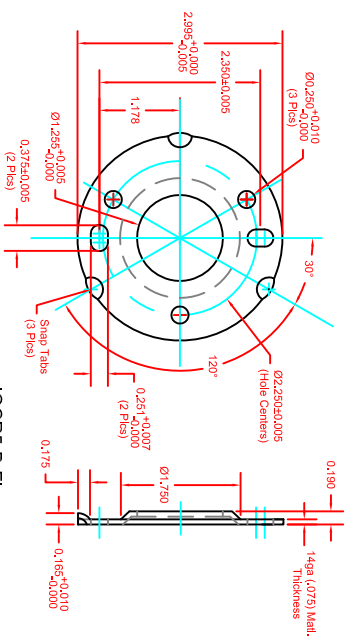 2.995+0.000
-0.005
2.350±0.005
1.178
Ø0.250+0.010
-0.000
(3 Plcs)
Ø1.255+0.005
-0.000
0.375±0.005
(2 Plcs)
30°
120°
Snap Tabs
(3 Plcs)
0.251+0.007
-0.000
(2 Plcs)
Ø2.250±0.005
(Hole Centers)
0.175
Ø1.750
0.190
0.165+0.010
-0.000
14ga (.075) Matl.
Thickness